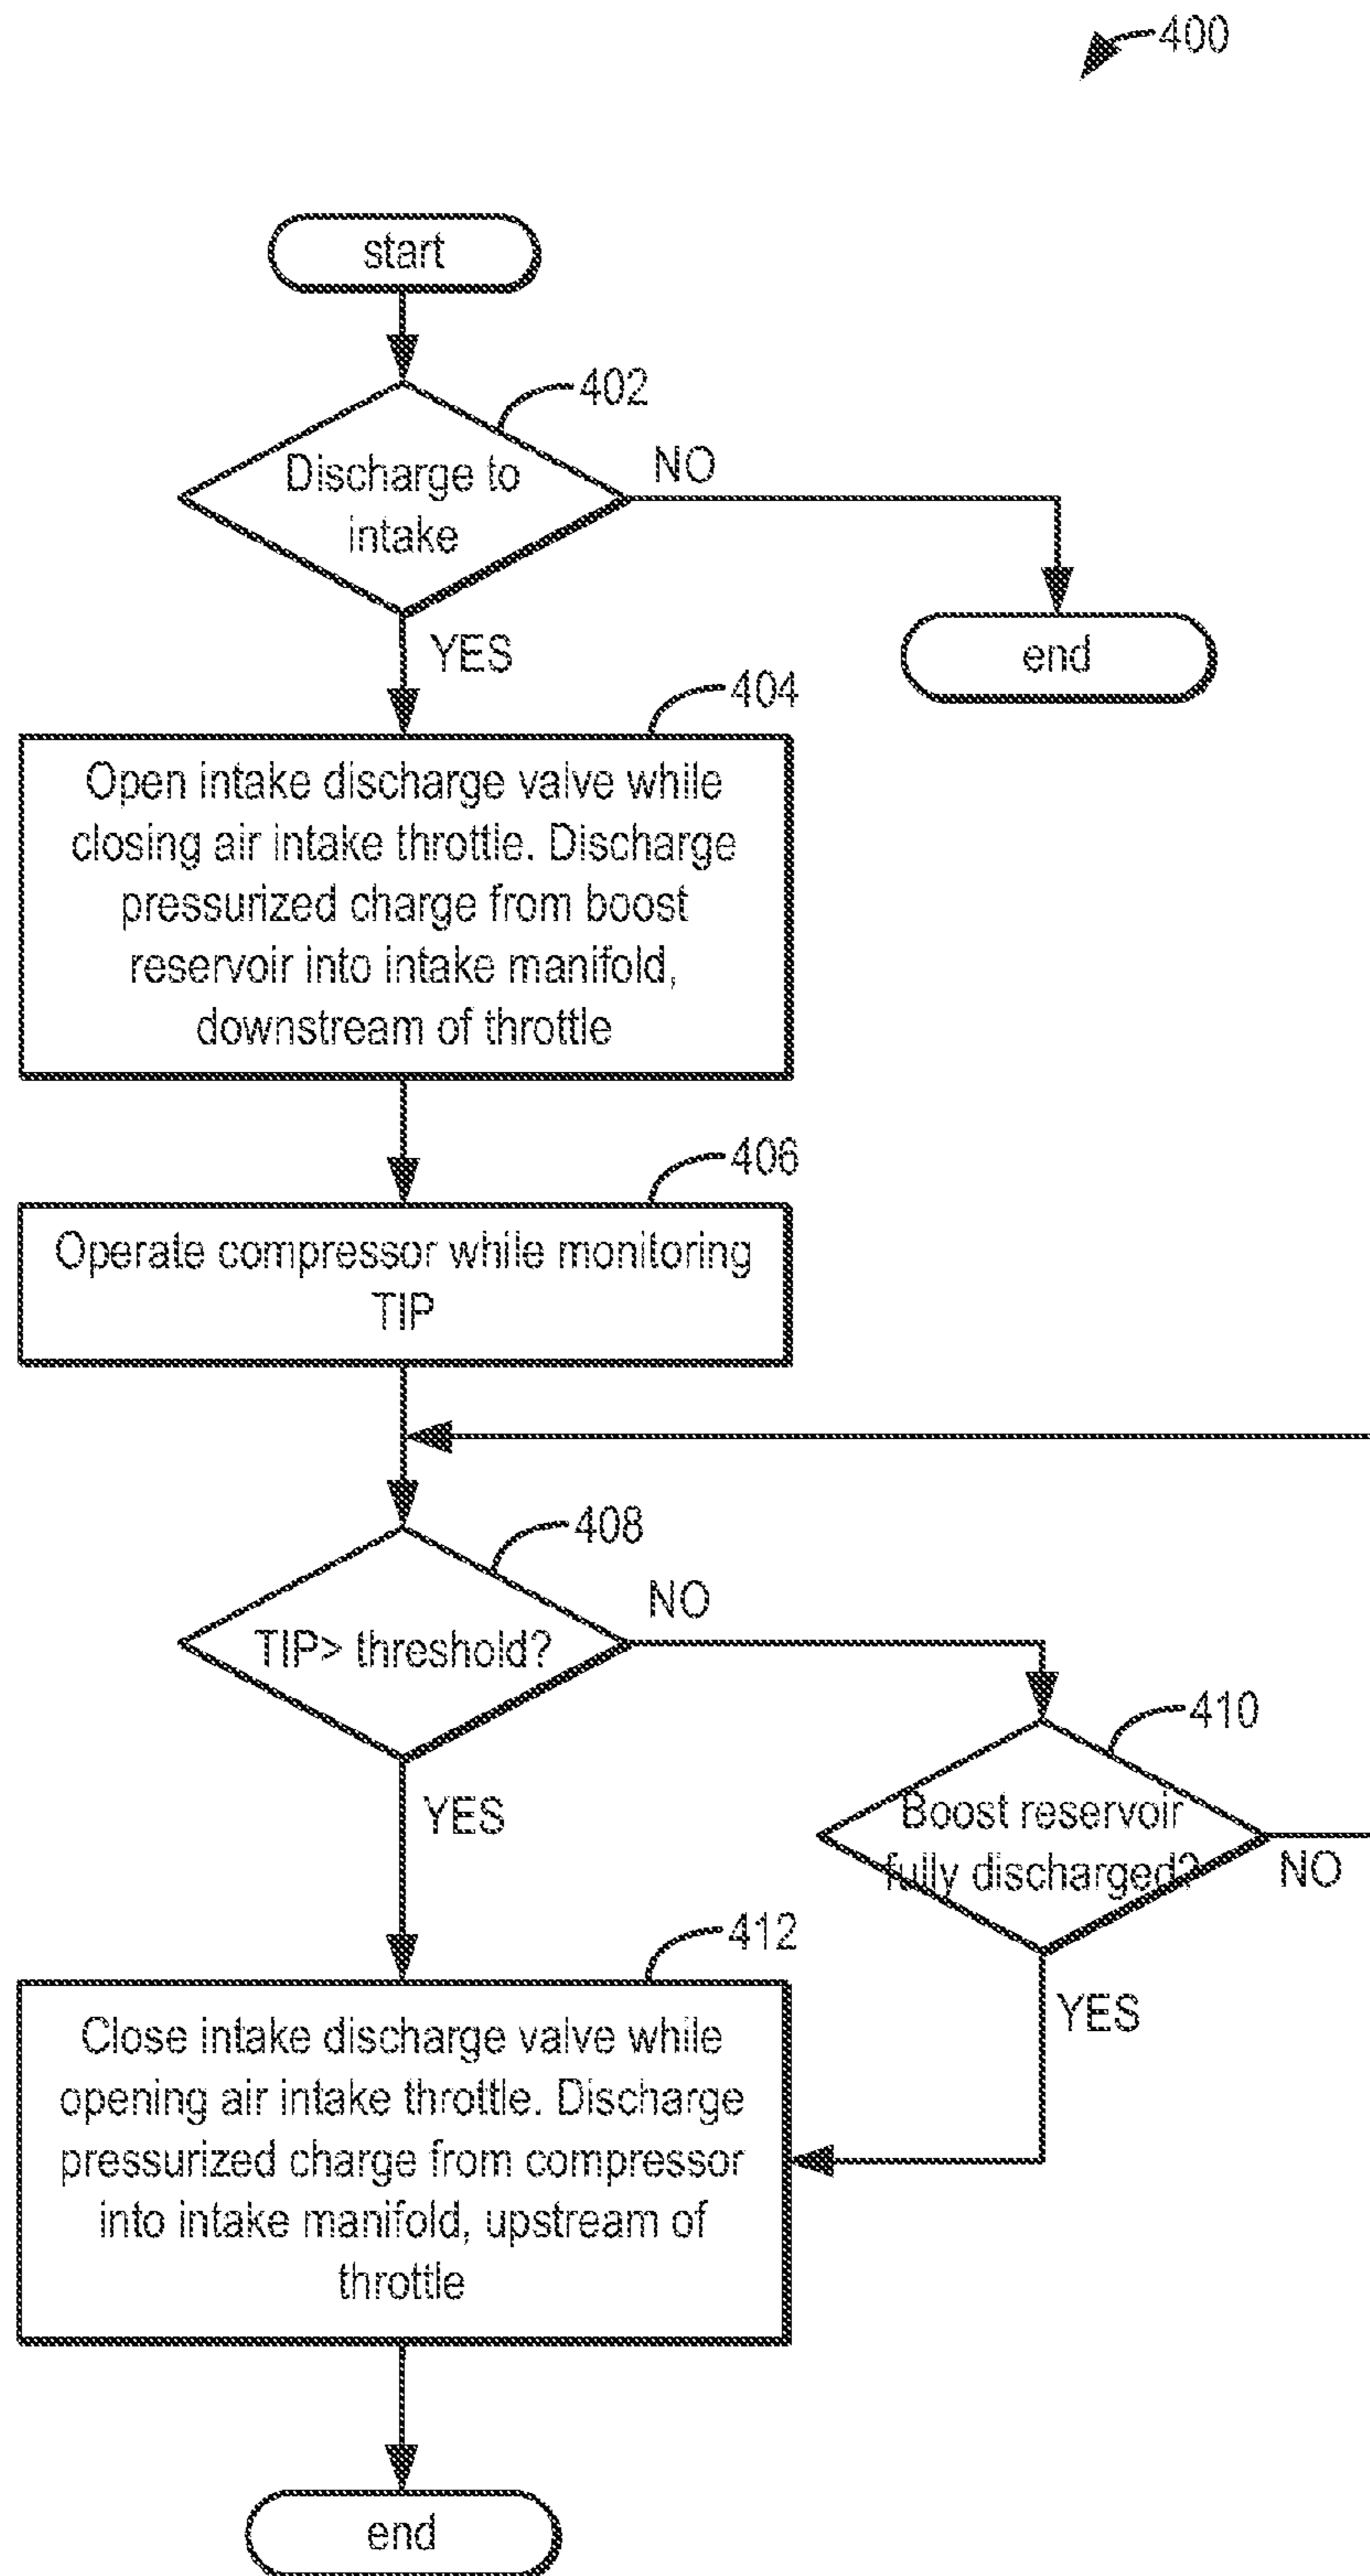 400
start
402
Discharge to
intake
NO
end
YES
404
Open intake discharge valve while
closing air intake throttle. Discharge
pressurized charge from boost
reservoir into intake manifold,
downstream of throttle
406
Operate compressor while monitoring
TIP
408
TIP> threshold?
NO
410
Boost reservoir
fully discharged?
NO
YES
YES
412
Close intake discharge valve while
opening air intake throttle. Discharge
pressurized charge from compressor
into intake manifold, upstream of
throttle
end